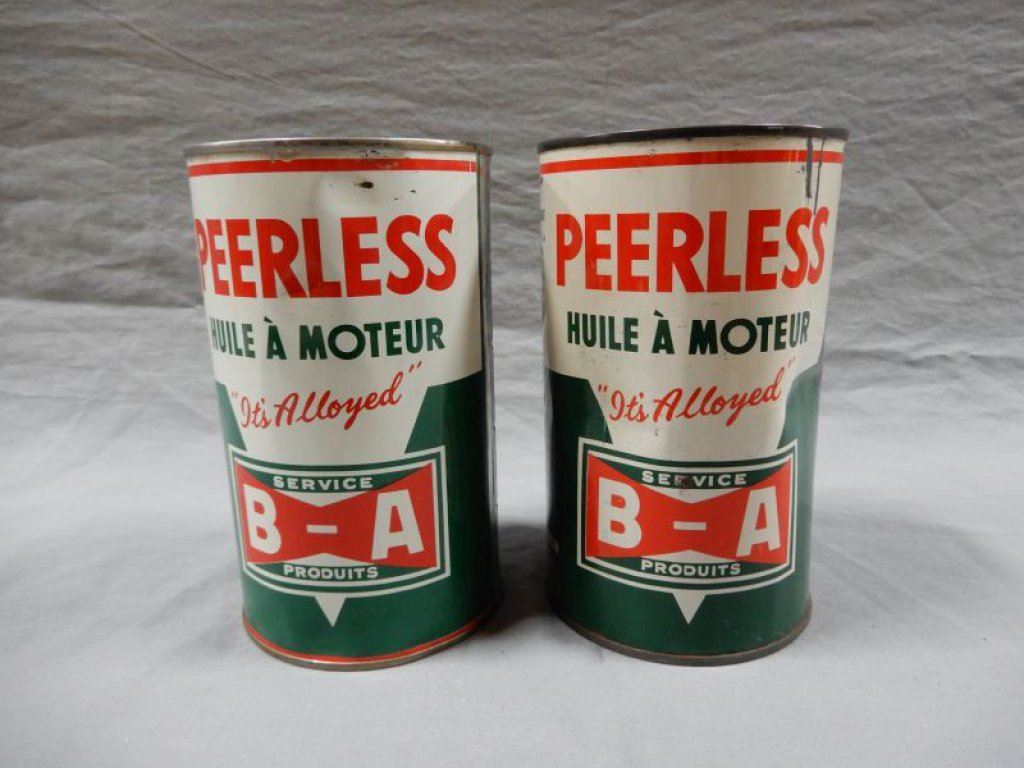 PEERLESS
HUILE À MOTEUR
"It's Alloyed"
SERVICE
B-A
PRODUITS
PEERLESS
HUILE À MOTEUR
"It's Alloyed"
SERVICE
B-A
PRODUITS